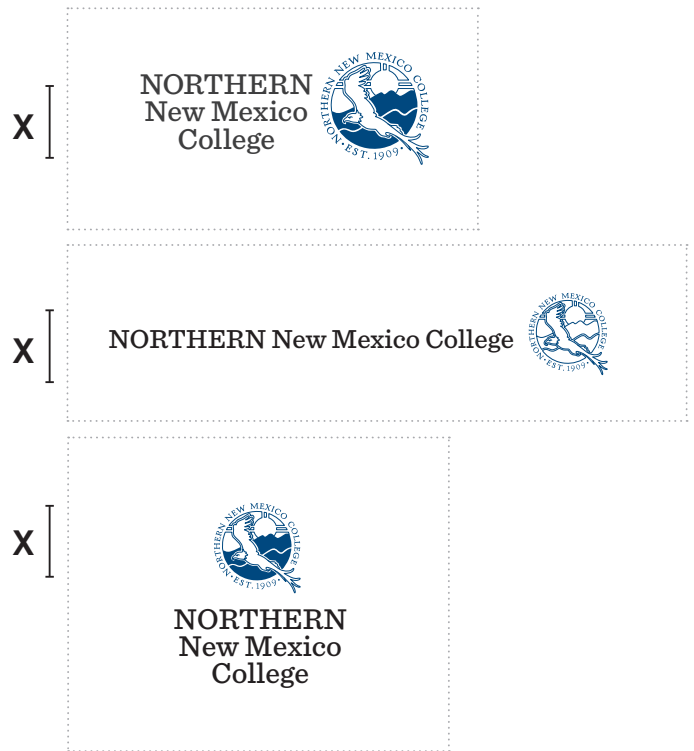 X
NORTHERN
New Mexico
College
NORTHERN NEW MEXICO COLLEGE
· EST. 1909 ·
X
NORTHERN New Mexico College
NORTHERN NEW MEXICO COLLEGE
· EST. 1909 ·
X
NORTHERN NEW MEXICO COLLEGE
· EST. 1909 ·
NORTHERN
New Mexico
College